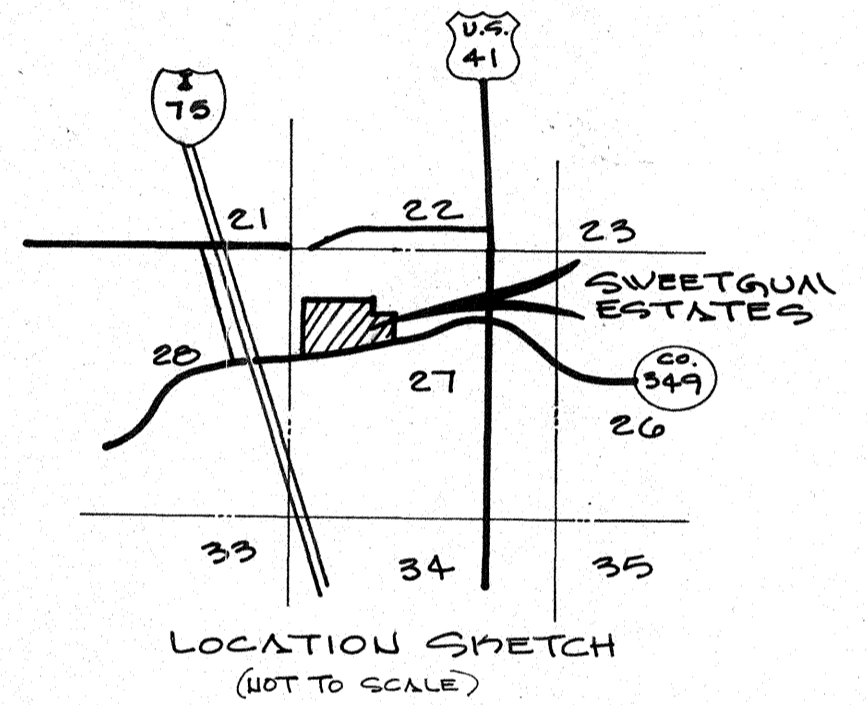 U.S.
41
I
75
21
22
23
SWEETGUM
ESTATES
28
27
CO.
349
26
33
34
35
LOCATION SKETCH
(NOT TO SCALE)